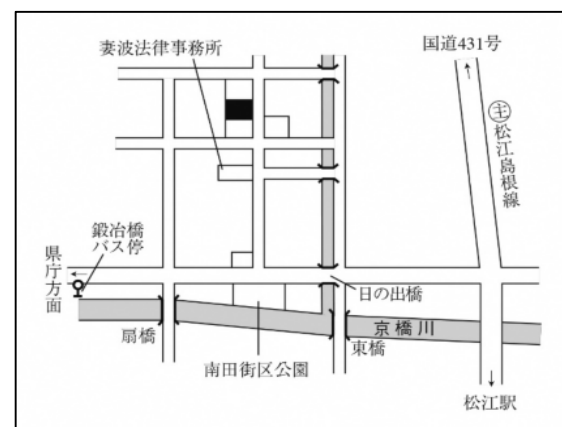 妻波法律事務所
国道431号
主
松江島根線
鍛冶橋
バス停
県庁方面
日の出橋
京橋川
扇橋
東橋
南田街区公園
松江駅